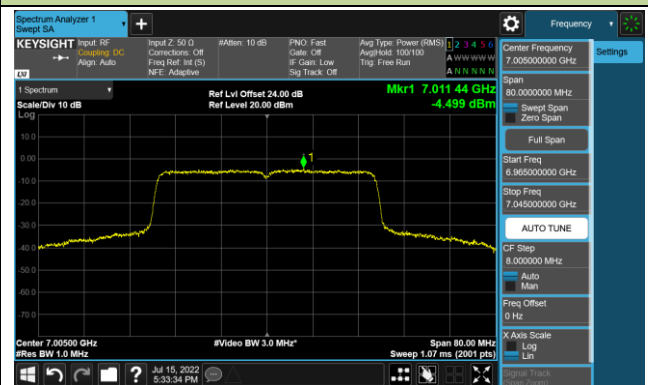 Spectrum Analyzer 1
Swept SA
+
Frequency
KEYSIGHT
Input: RF
Coupling: DC
Align: Auto
Input Z: 50 Ω
Corrections: Off
Freq Ref: Int (S)
NFE: Adaptive
#Atten: 10 dB
PNO: Fast
Gate: Off
IF Gain: Low
Sig Track: Off
Avg Type: Power (RMS)
Avg|Hold: 100/100
Trig: Free Run
1 2 3 4 5 6
A W W W W W
A N N N N N
LXI
1 Spectrum
Scale/Div 10 dB
Log
Ref Lvl Offset 24.00 dB
Ref Level 20.00 dBm
Mkr1 7.011 44 GHz
-4.499 dBm
10.0
0.00
-10.0
-20.0
-30.0
-40.0
-50.0
-60.0
-70.0
1
Center 7.00500 GHz
#Res BW 1.0 MHz
#Video BW 3.0 MHz*
Span 80.00 MHz
Sweep 1.07 ms (2001 pts)
Jul 15, 2022
5:33:34 PM
?
Center Frequency
7.005000000 GHz
Settings
Span
80.0000000 MHz
Swept Span
Zero Span
Full Span
Start Freq
6.965000000 GHz
Stop Freq
7.045000000 GHz
AUTO TUNE
CF Step
8.000000 MHz
Auto
Man
Freq Offset
0 Hz
X Axis Scale
Log
Lin
Signal Track
(Span Zoom)